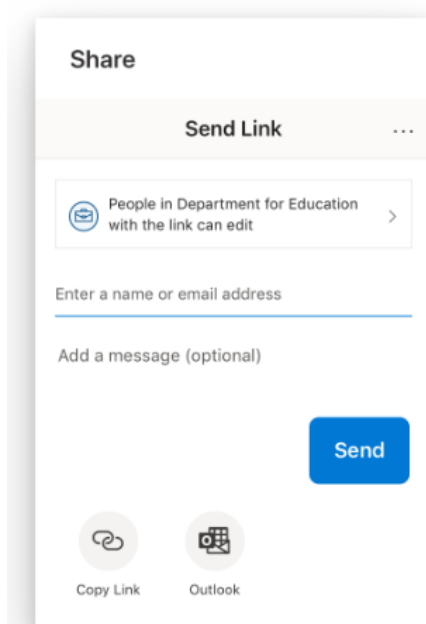 Share
Send Link
People in Department for Education
with the link can edit
Enter a name or email address
Add a message (optional)
Send
Copy Link
Outlook